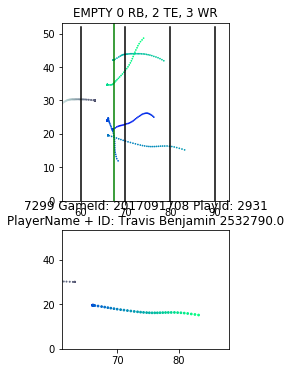 EMPTY 0 RB, 2 TE, 3 WR
50
40
30
20
10
0
60 70 80 90
7299 GameId: 2017091708 PlayId: 2931
PlayerName + ID: Travis Benjamin 2532790.0
40
20
0
70 80